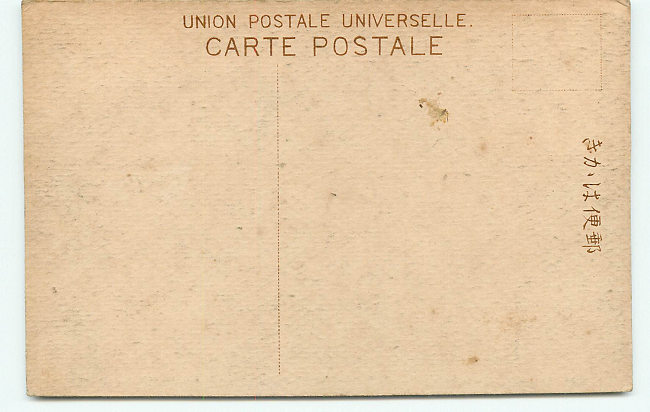 UNION POSTALE UNIVERSELLE.
CARTE POSTALE
郵便はかき